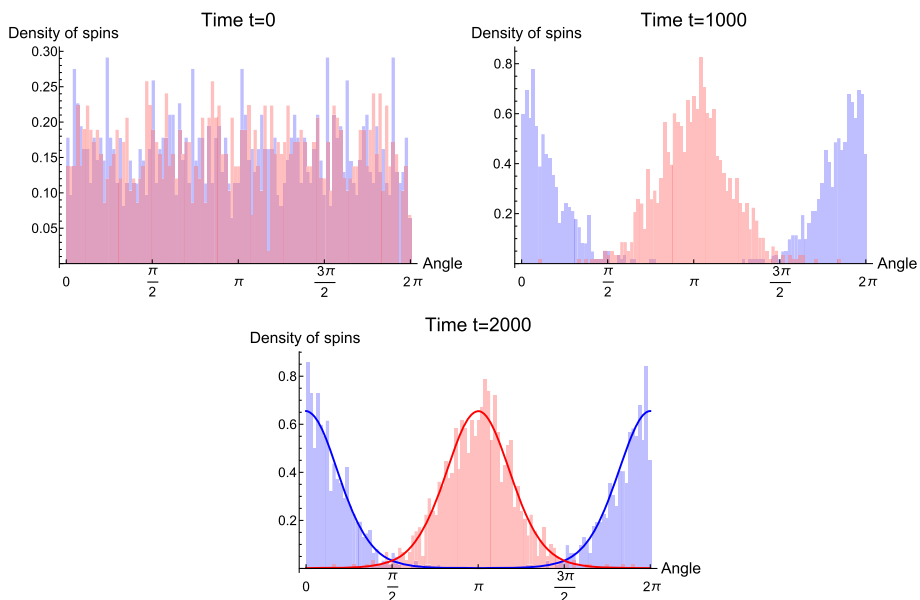 Time t=0
Density of spins
0.30
0.25
0.20
0.15
0.10
0.05
Angle
0 π/2 π 3π/2 2π
Time t=1000
Density of spins
0.8
0.6
0.4
0.2
Angle
0 π/2 π 3π/2 2π
Time t=2000
Density of spins
0.8
0.6
0.4
0.2
Angle
0 π/2 π 3π/2 2π